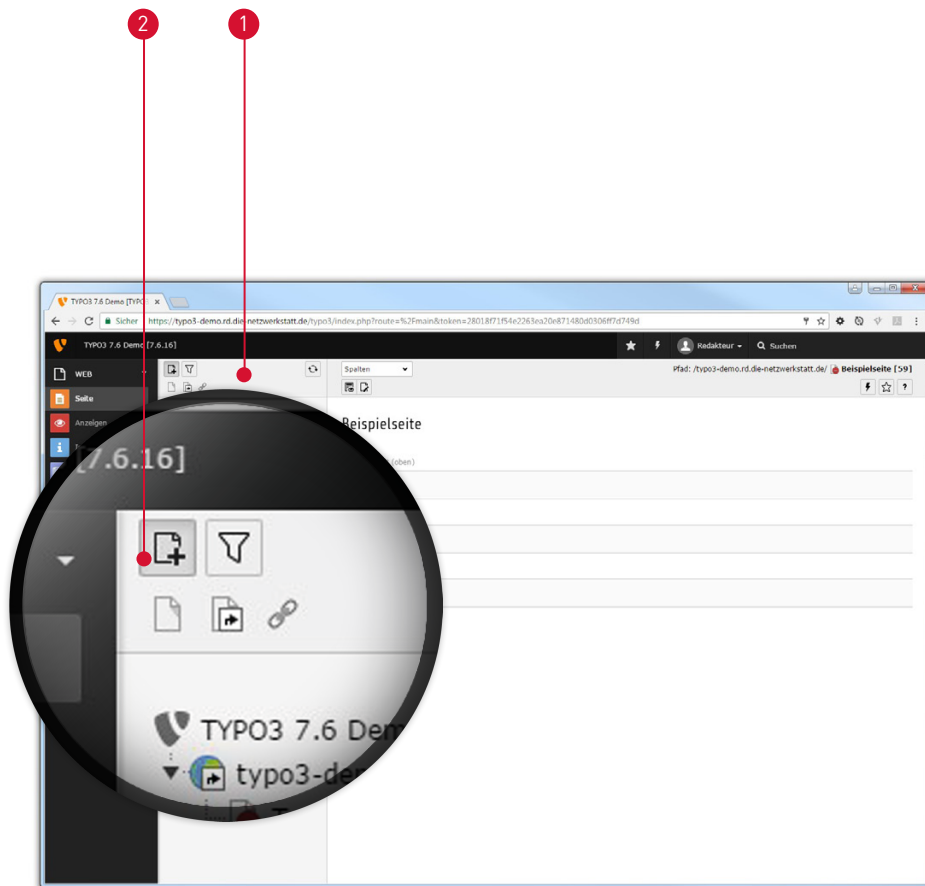 2 1
TYPO3 7.6 Demo [TYPO
Sicher https://typo3-demo.rd.die-netzwerkstatt.de/typo3/index.php?route=%2Fmain&token=28018f71f54e2263ea20e871480d0306ff7d749d
TYPO3 7.6 Demo [7.6.16] Redakteur Suchen
WEB Spalten Pfad: /typo3-demo.rd.die-netzwerkstatt.de/ Beispielseite [59]
Seite
Anzeigen Beispielseite
[7.6.16]
(oben)
TYPO3 7.6 Dem
typo3-dem